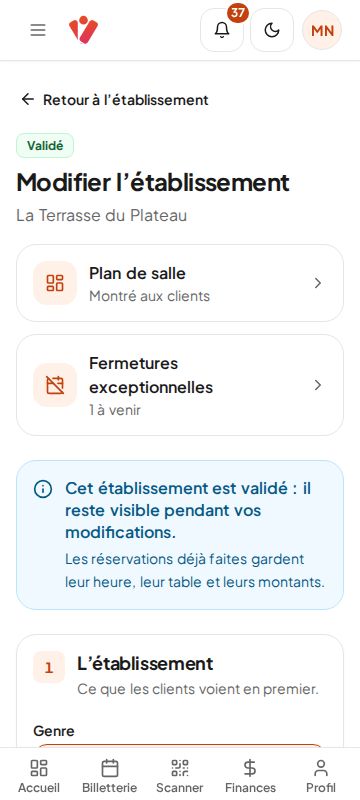 37
MN
Retour à l’établissement
Validé
Modifier l’établissement
La Terrasse du Plateau
Plan de salle
Montré aux clients
Fermetures
exceptionnelles
1 à venir
Cet établissement est validé : il
reste visible pendant vos
modifications.
Les réservations déjà faites gardent
leur heure, leur table et leurs montants.
1
L’établissement
Ce que les clients voient en premier.
Genre
Accueil
Billetterie
Scanner
Finances
Profil